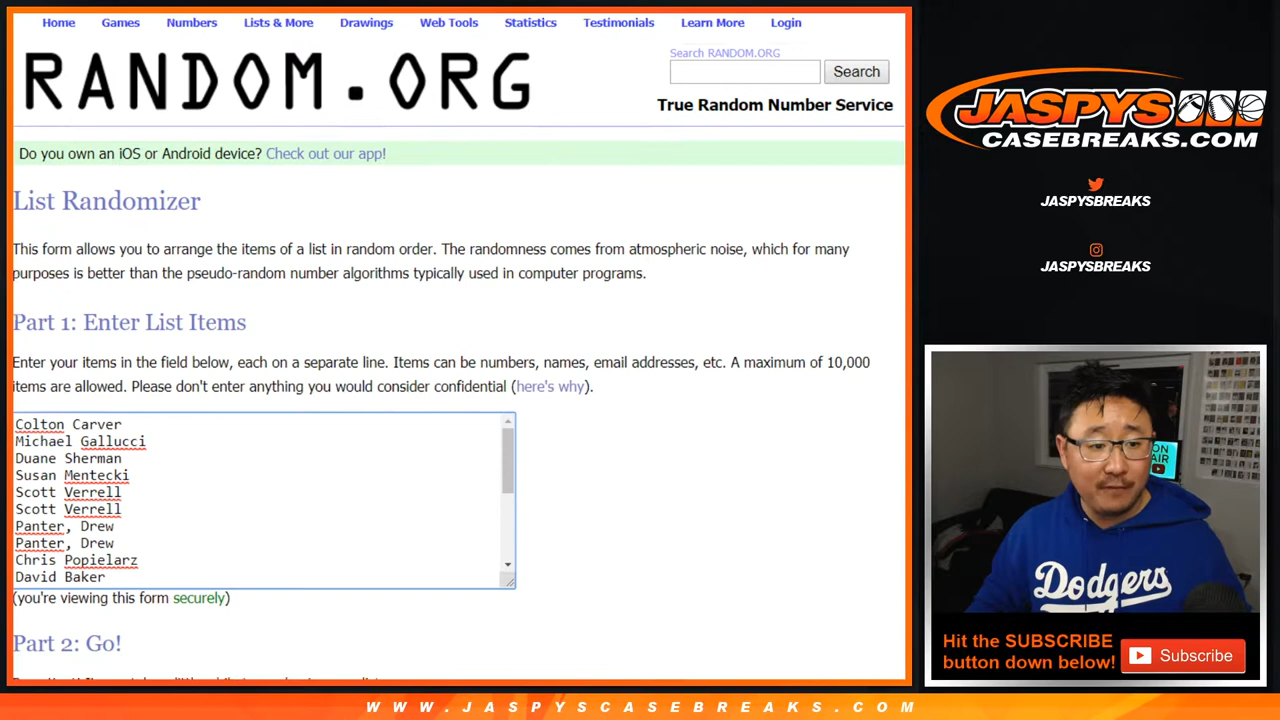 Home Games Numbers Lists & More Drawings Web Tools Statistics Testimonials Learn More Login
RANDOM.ORG
Search RANDOM.ORG
Search
True Random Number Service
Do you own an iOS or Android device? Check out our app!
List Randomizer
This form allows you to arrange the items of a list in random order. The randomness comes from atmospheric noise, which for many
purposes is better than the pseudo-random number algorithms typically used in computer programs.
Part 1: Enter List Items
Enter your items in the field below, each on a separate line. Items can be numbers, names, email addresses, etc. A maximum of 10,000
items are allowed. Please don't enter anything you would consider confidential (here's why).
Colton Carver
Michael Gallucci
Duane Sherman
Susan Mentecki
Scott Verrell
Scott Verrell
Panter, Drew
Panter, Drew
Chris Popielarz
David Baker
(you're viewing this form securely)
Part 2: Go!
JASPYS
CASEBREAKS.COM
JASPYSBREAKS
JASPYSBREAKS
ON
AIR
Dodgers
Hit the SUBSCRIBE
button down below!
Subscribe
WWW.JASPYSCASEBREAKS.COM